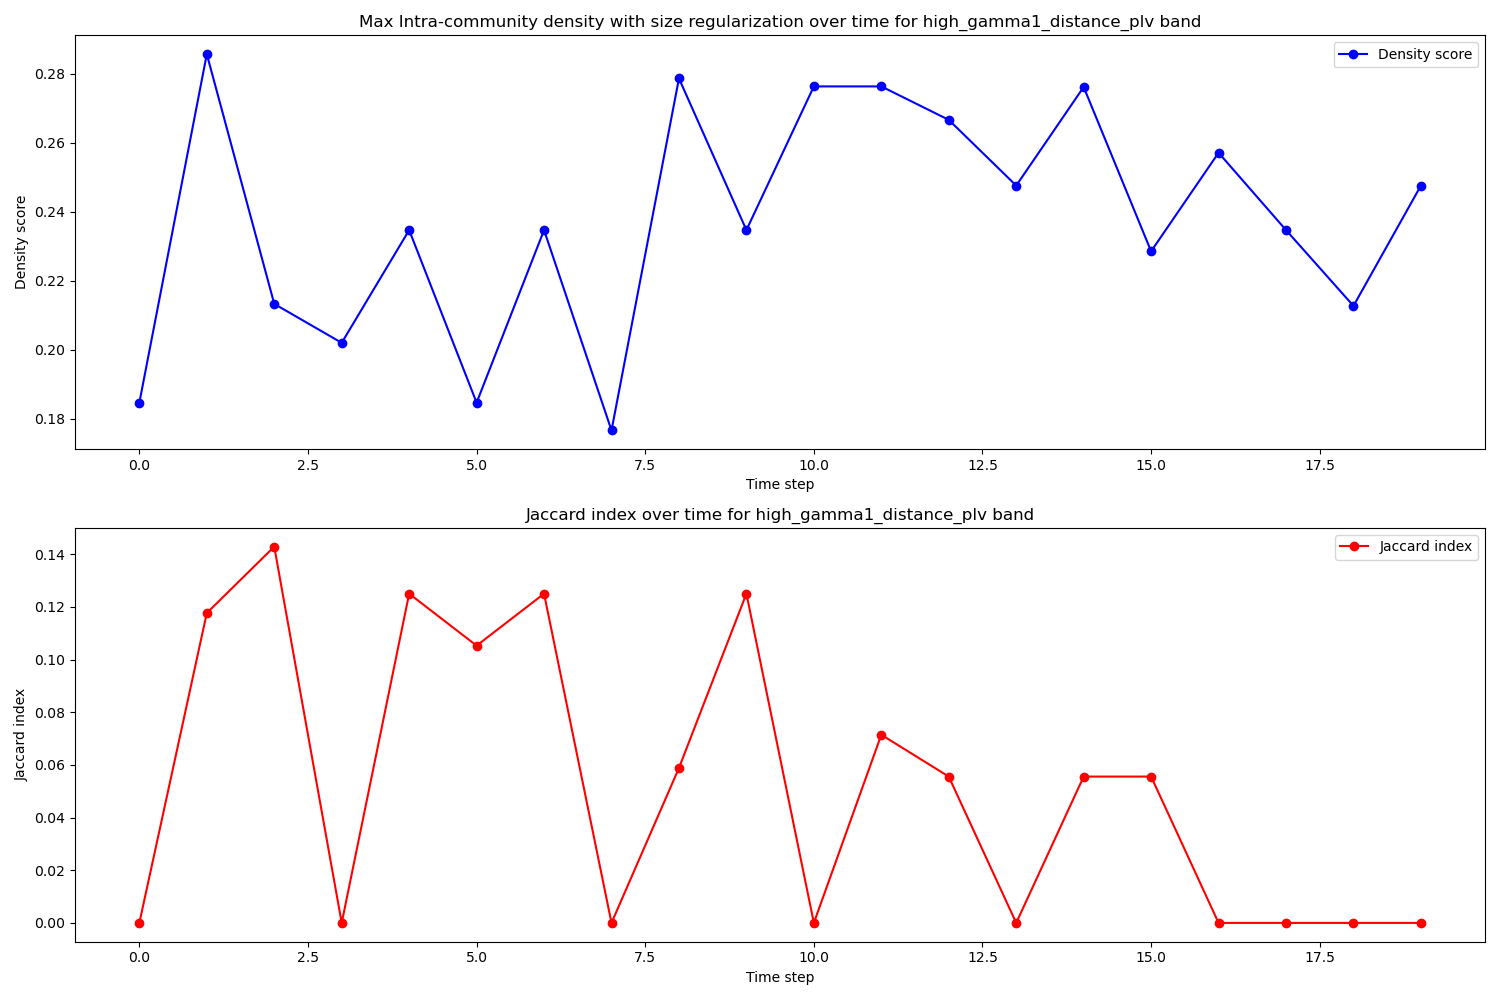 Max Intra-community density with size regularization over time for high_gamma1_distance_plv band
Density score
0.28
0.26
0.24
0.22
0.20
0.18
Density score
0.0 2.5 5.0 7.5 10.0 12.5 15.0 17.5
Time step
Jaccard index over time for high_gamma1_distance_plv band
Jaccard index
0.14
0.12
0.10
0.08
0.06
0.04
0.02
0.00
Jaccard index
0.0 2.5 5.0 7.5 10.0 12.5 15.0 17.5
Time step